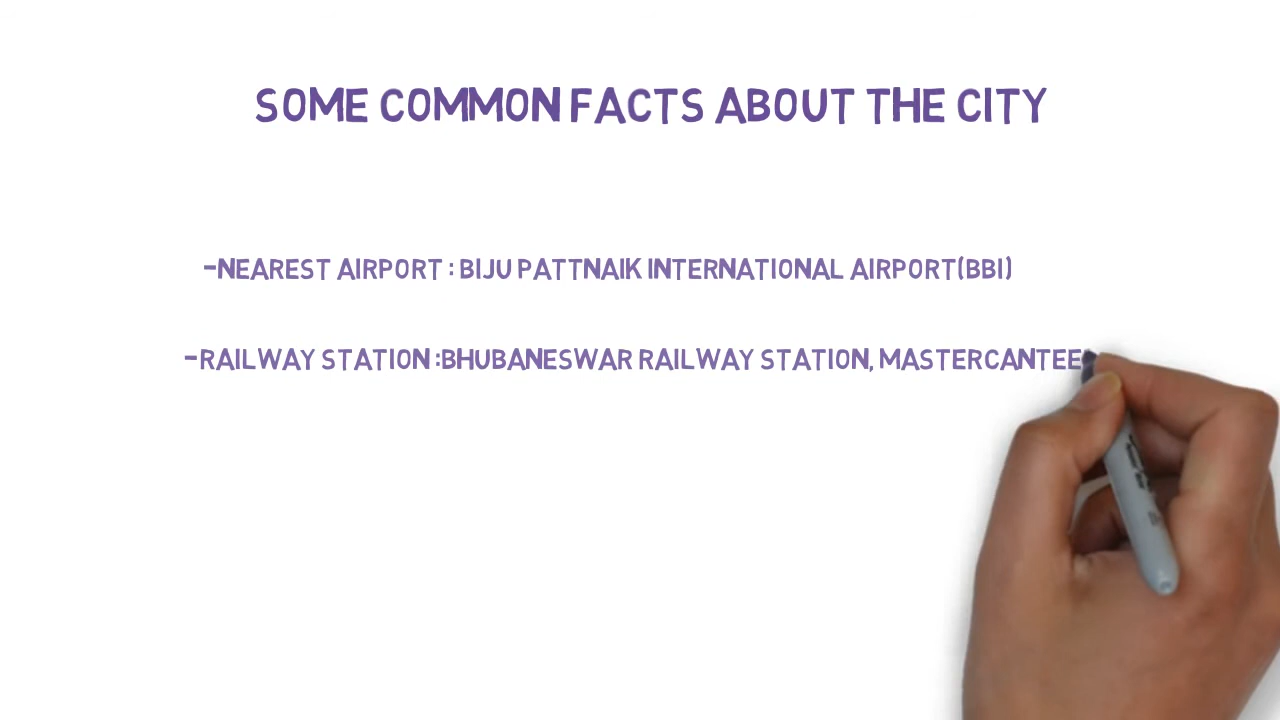 SOME COMMON FACTS ABOUT THE CITY
-NEAREST AIRPORT : BIJU PATTNAIK INTERNATIONAL AIRPORT(BBI)
-RAILWAY STATION :BHUBANESWAR RAILWAY STATION, MASTERCANTEE